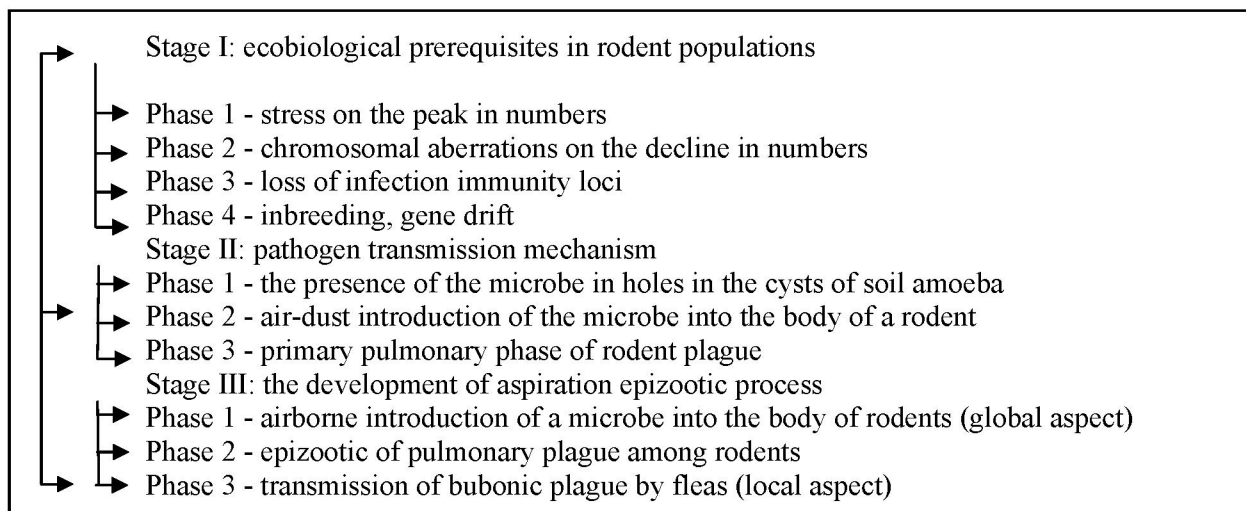 Stage I: ecobiological prerequisites in rodent populations
Phase 1 - stress on the peak in numbers
Phase 2 - chromosomal aberrations on the decline in numbers
Phase 3 - loss of infection immunity loci
Phase 4 - inbreeding, gene drift
Stage II: pathogen transmission mechanism
Phase 1 - the presence of the microbe in holes in the cysts of soil amoeba
Phase 2 - air-dust introduction of the microbe into the body of a rodent
Phase 3 - primary pulmonary phase of rodent plague
Stage III: the development of aspiration epizootic process
Phase 1 - airborne introduction of a microbe into the body of rodents (global aspect)
Phase 2 - epizootic of pulmonary plague among rodents
Phase 3 - transmission of bubonic plague by fleas (local aspect)